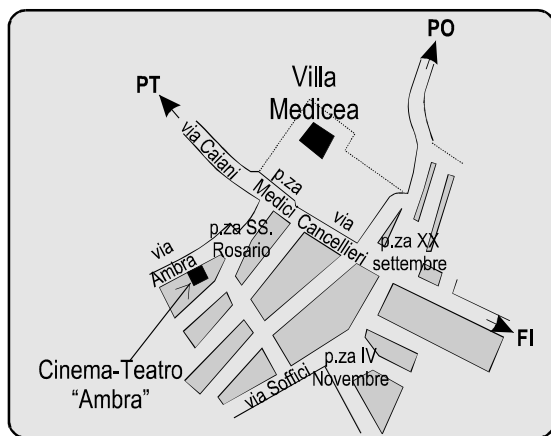 PO
Villa
Medicea
PT
via Caiani
p.za
Medici
via
Cancellieri
p.za SS.
Rosario
via
Ambra
p.za XX
settembre
FI
Cinema-Teatro
“Ambra”
via Soffici
p.za IV
Novembre